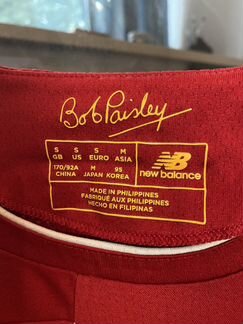 Bob Paisley
S S S M
GB US EURO ASIA
170/92A M 95
CHINA JAPAN KOREA
NB
new balance
MADE IN PHILIPPINES
FABRIQUÉ AUX PHILIPPINES
HECHO EN FILIPINAS